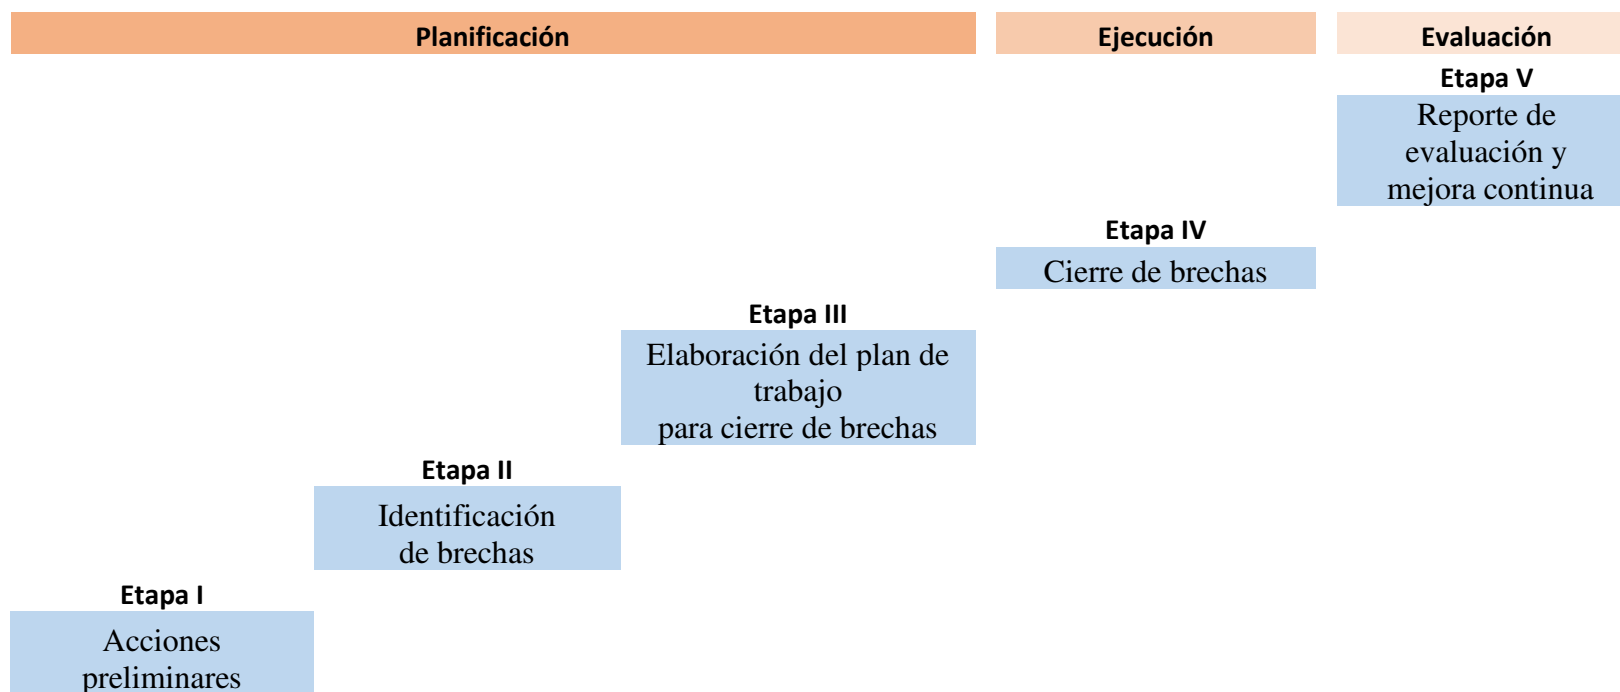 Planificación
Ejecución
Evaluación
Etapa V
Reporte de
evaluación y
mejora continua
Etapa IV
Cierre de brechas
Etapa III
Elaboración del plan de
trabajo
para cierre de brechas
Etapa II
Identificación
de brechas
Etapa I
Acciones
preliminares